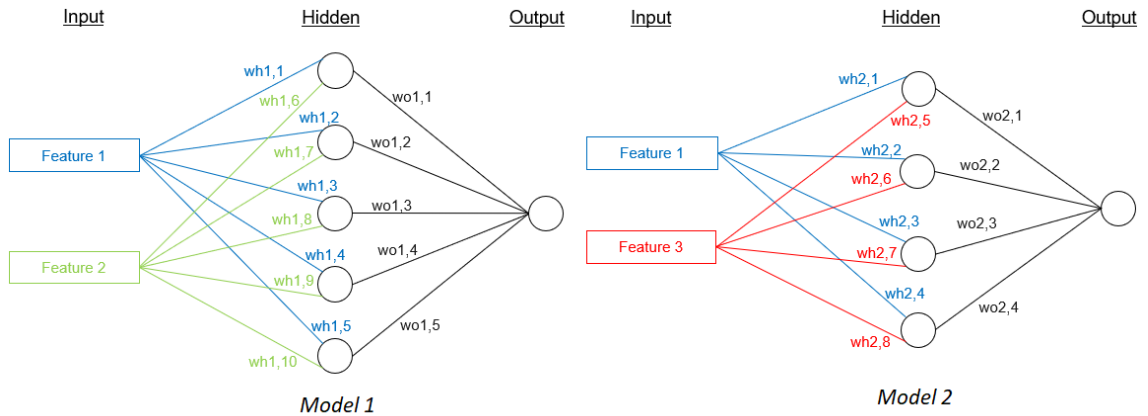 Input
Hidden
Output
wh1,1
wh1,6
wo1,1
wh1,2
wo1,2
wh1,7
Feature 1
wh1,3
wo1,3
wh1,8
Feature 2
wh1,4
wo1,4
wh1,9
wh1,5
wo1,5
wh1,10
Model 1
Input
Hidden
Output
wh2,1
wh2,5
wo2,1
Feature 1
wh2,2
wo2,2
wh2,6
wh2,3
wo2,3
Feature 3
wh2,7
wh2,4
wo2,4
wh2,8
Model 2